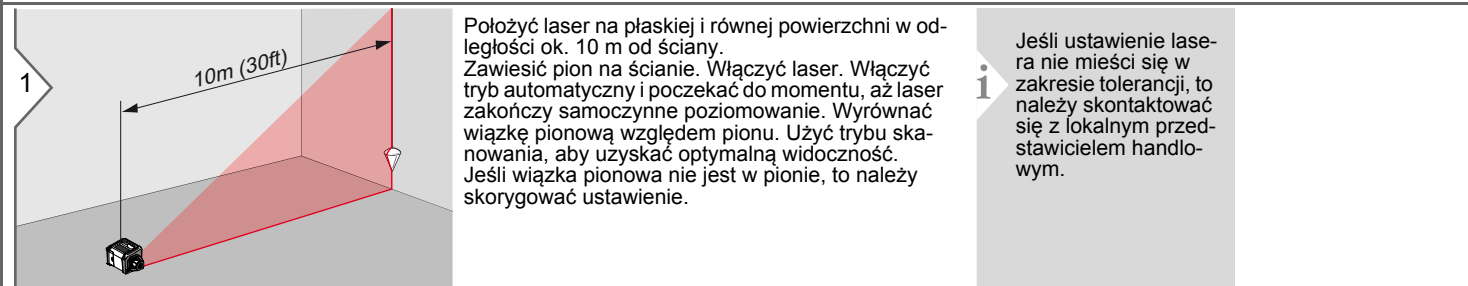 1
10m (30ft)
Położyć laser na płaskiej i równej powierzchni w od-
ległości ok. 10 m od ściany.
Zawiesić pion na ścianie. Włączyć laser. Włączyć
tryb automatyczny i poczekać do momentu, aż laser
zakończy samoczynne poziomowanie. Wyrównać
wiązkę pionową względem pionu. Użyć trybu ska-
nowania, aby uzyskać optymalną widoczność.
Jeśli wiązka pionowa nie jest w pionie, to należy
skorygować ustawienie.
i
Jeśli ustawienie lase-
ra nie mieści się w
zakresie tolerancji, to
należy skontaktować
się z lokalnym przed-
stawicielem handlo-
wym.